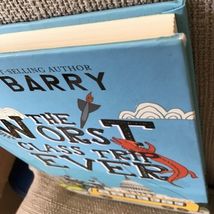 T-SELLING AUTHOR
BARRY
THE
WORST
CLASS TRIP
EVER